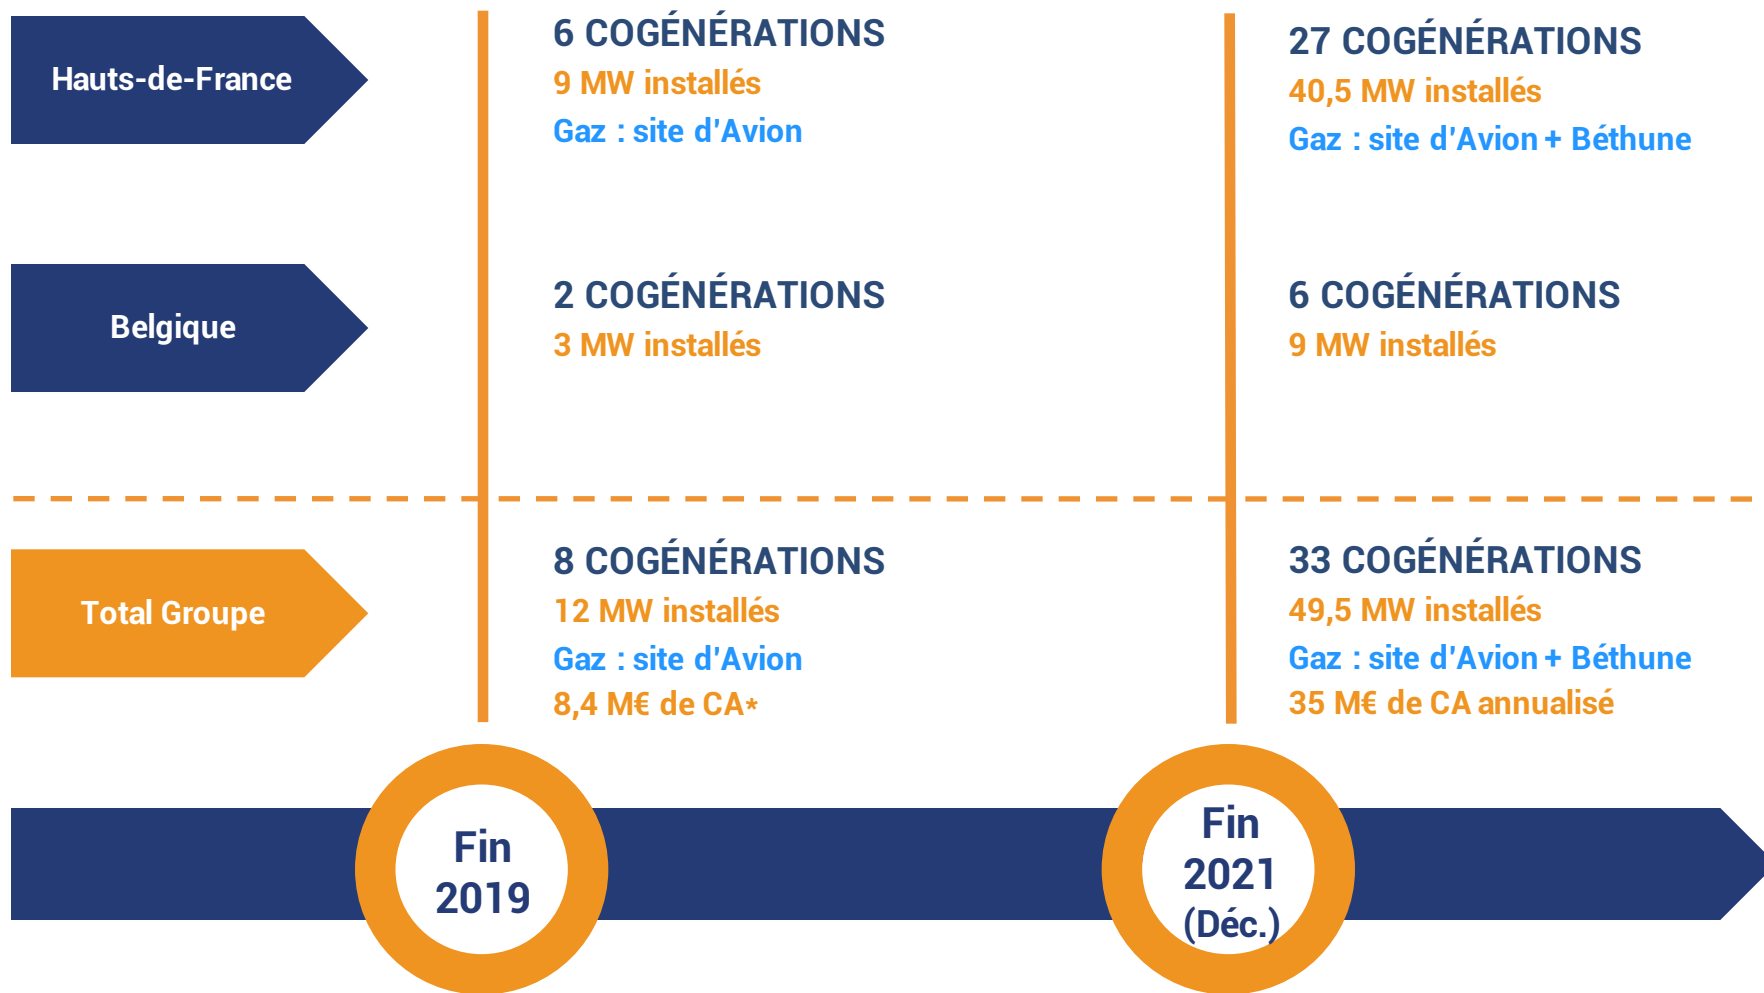 Hauts-de-France
6 COGÉNÉRATIONS
9 MW installés
Gaz : site d'Avion
27 COGÉNÉRATIONS
40,5 MW installés
Gaz : site d'Avion + Béthune
Belgique
2 COGÉNÉRATIONS
3 MW installés
6 COGÉNÉRATIONS
9 MW installés
Total Groupe
8 COGÉNÉRATIONS
12 MW installés
Gaz : site d'Avion
8,4 M€ de CA*
33 COGÉNÉRATIONS
49,5 MW installés
Gaz : site d'Avion + Béthune
35 M€ de CA annualisé
Fin
2019
Fin
2021
(Déc.)